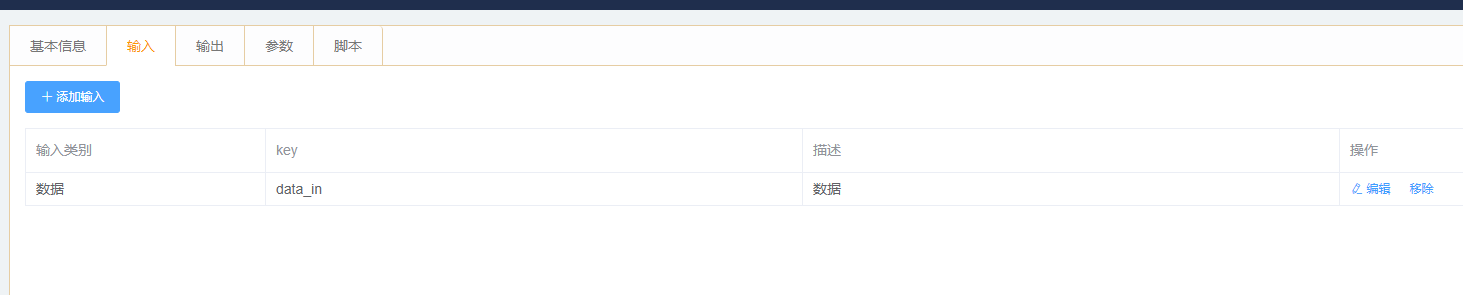 基本信息 输入 输出 参数 脚本
添加输入
输入类别 key 描述 操作
数据 data_in 数据 编辑 移除